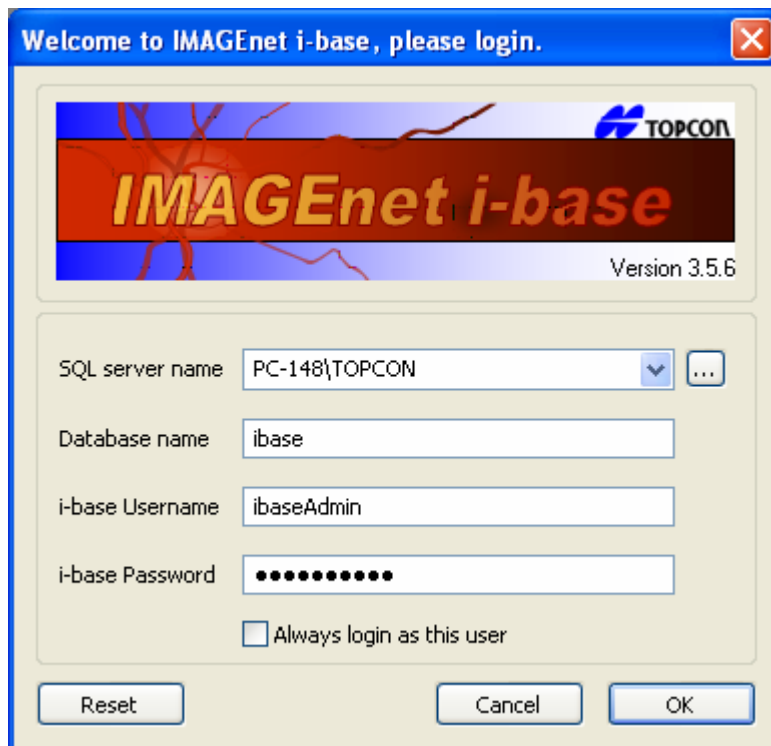 Welcome to IMAGEnet i-base, please login.
TOPCON
IMAGEnet i-base
Version 3.5.6
SQL server name PC-148\TOPCON ...
Database name ibase
i-base Username ibaseAdmin
i-base Password ●●●●●●●●●●
Always login as this user
Reset Cancel OK